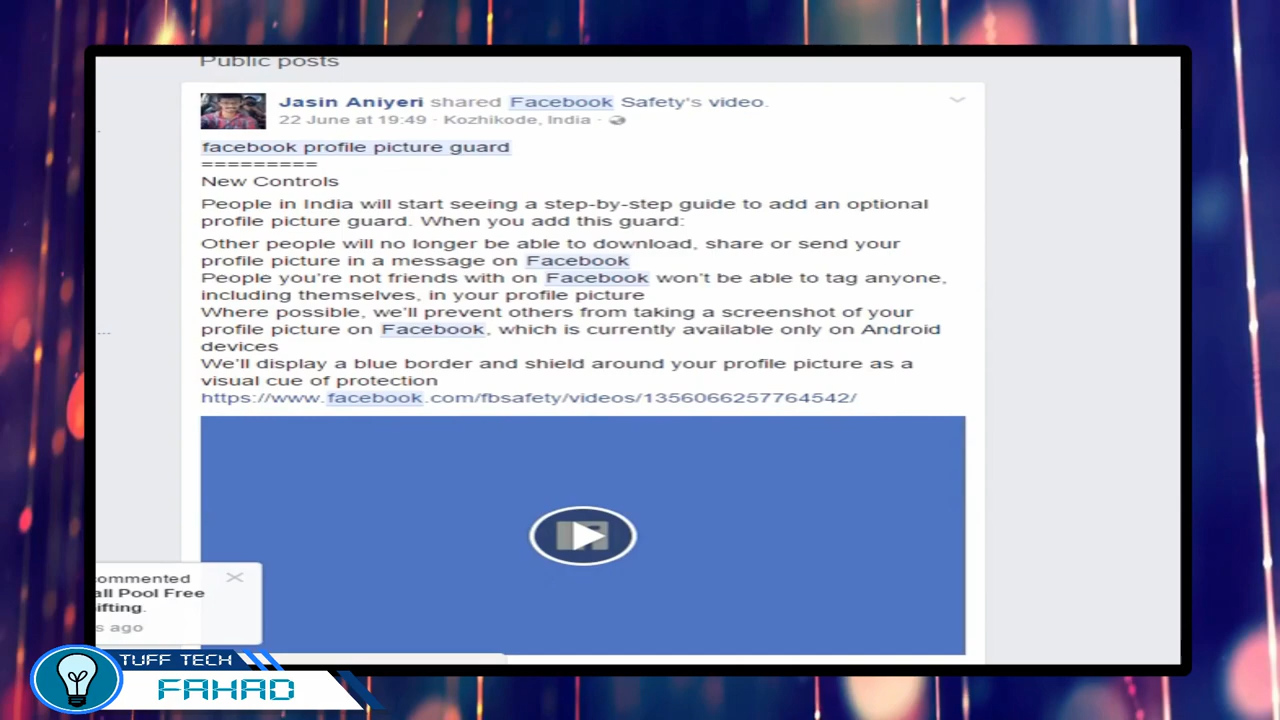 Public posts
Jasin Aniyeri shared Facebook Safety's video.
22 June at 19:49 · Kozhikode, India ·
facebook profile picture guard
=========
New Controls
People in India will start seeing a step-by-step guide to add an optional
profile picture guard. When you add this guard:
Other people will no longer be able to download, share or send your
profile picture in a message on Facebook
People you're not friends with on Facebook won't be able to tag anyone,
including themselves, in your profile picture
Where possible, we'll prevent others from taking a screenshot of your
profile picture on Facebook, which is currently available only on Android
devices
We'll display a blue border and shield around your profile picture as a
visual cue of protection
https://www.facebook.com/fbsafety/videos/1356066257764542/
ommented
all Pool Free
ifting.
s ago
TUFF TECH
FAHAD